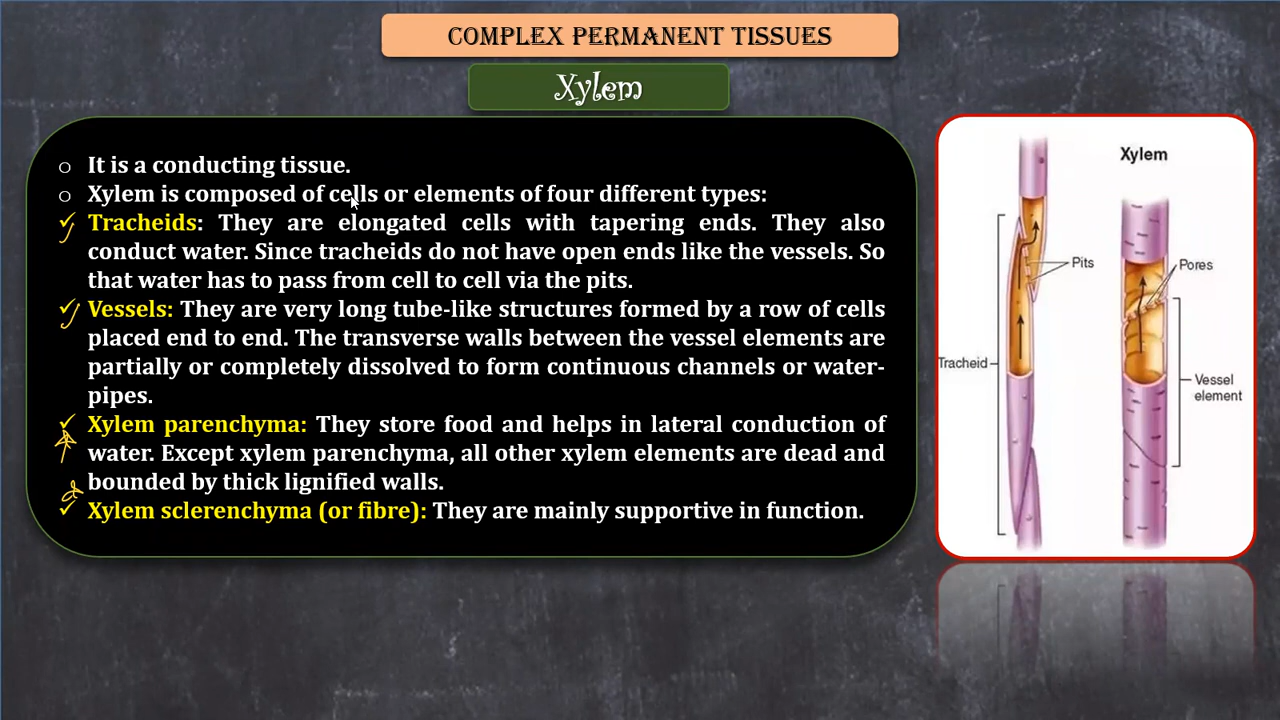 COMPLEX PERMANENT TISSUES
Xylem
It is a conducting tissue.
Xylem is composed of cells or elements of four different types:
Tracheids: They are elongated cells with tapering ends. They also
conduct water. Since tracheids do not have open ends like the vessels. So
that water has to pass from cell to cell via the pits.
Vessels: They are very long tube-like structures formed by a row of cells
placed end to end. The transverse walls between the vessel elements are
partially or completely dissolved to form continuous channels or water-
pipes.
Xylem parenchyma: They store food and helps in lateral conduction of
water. Except xylem parenchyma, all other xylem elements are dead and
bounded by thick lignified walls.
Xylem sclerenchyma (or fibre): They are mainly supportive in function.
Xylem
Pits
Pores
Tracheid
Vessel
element